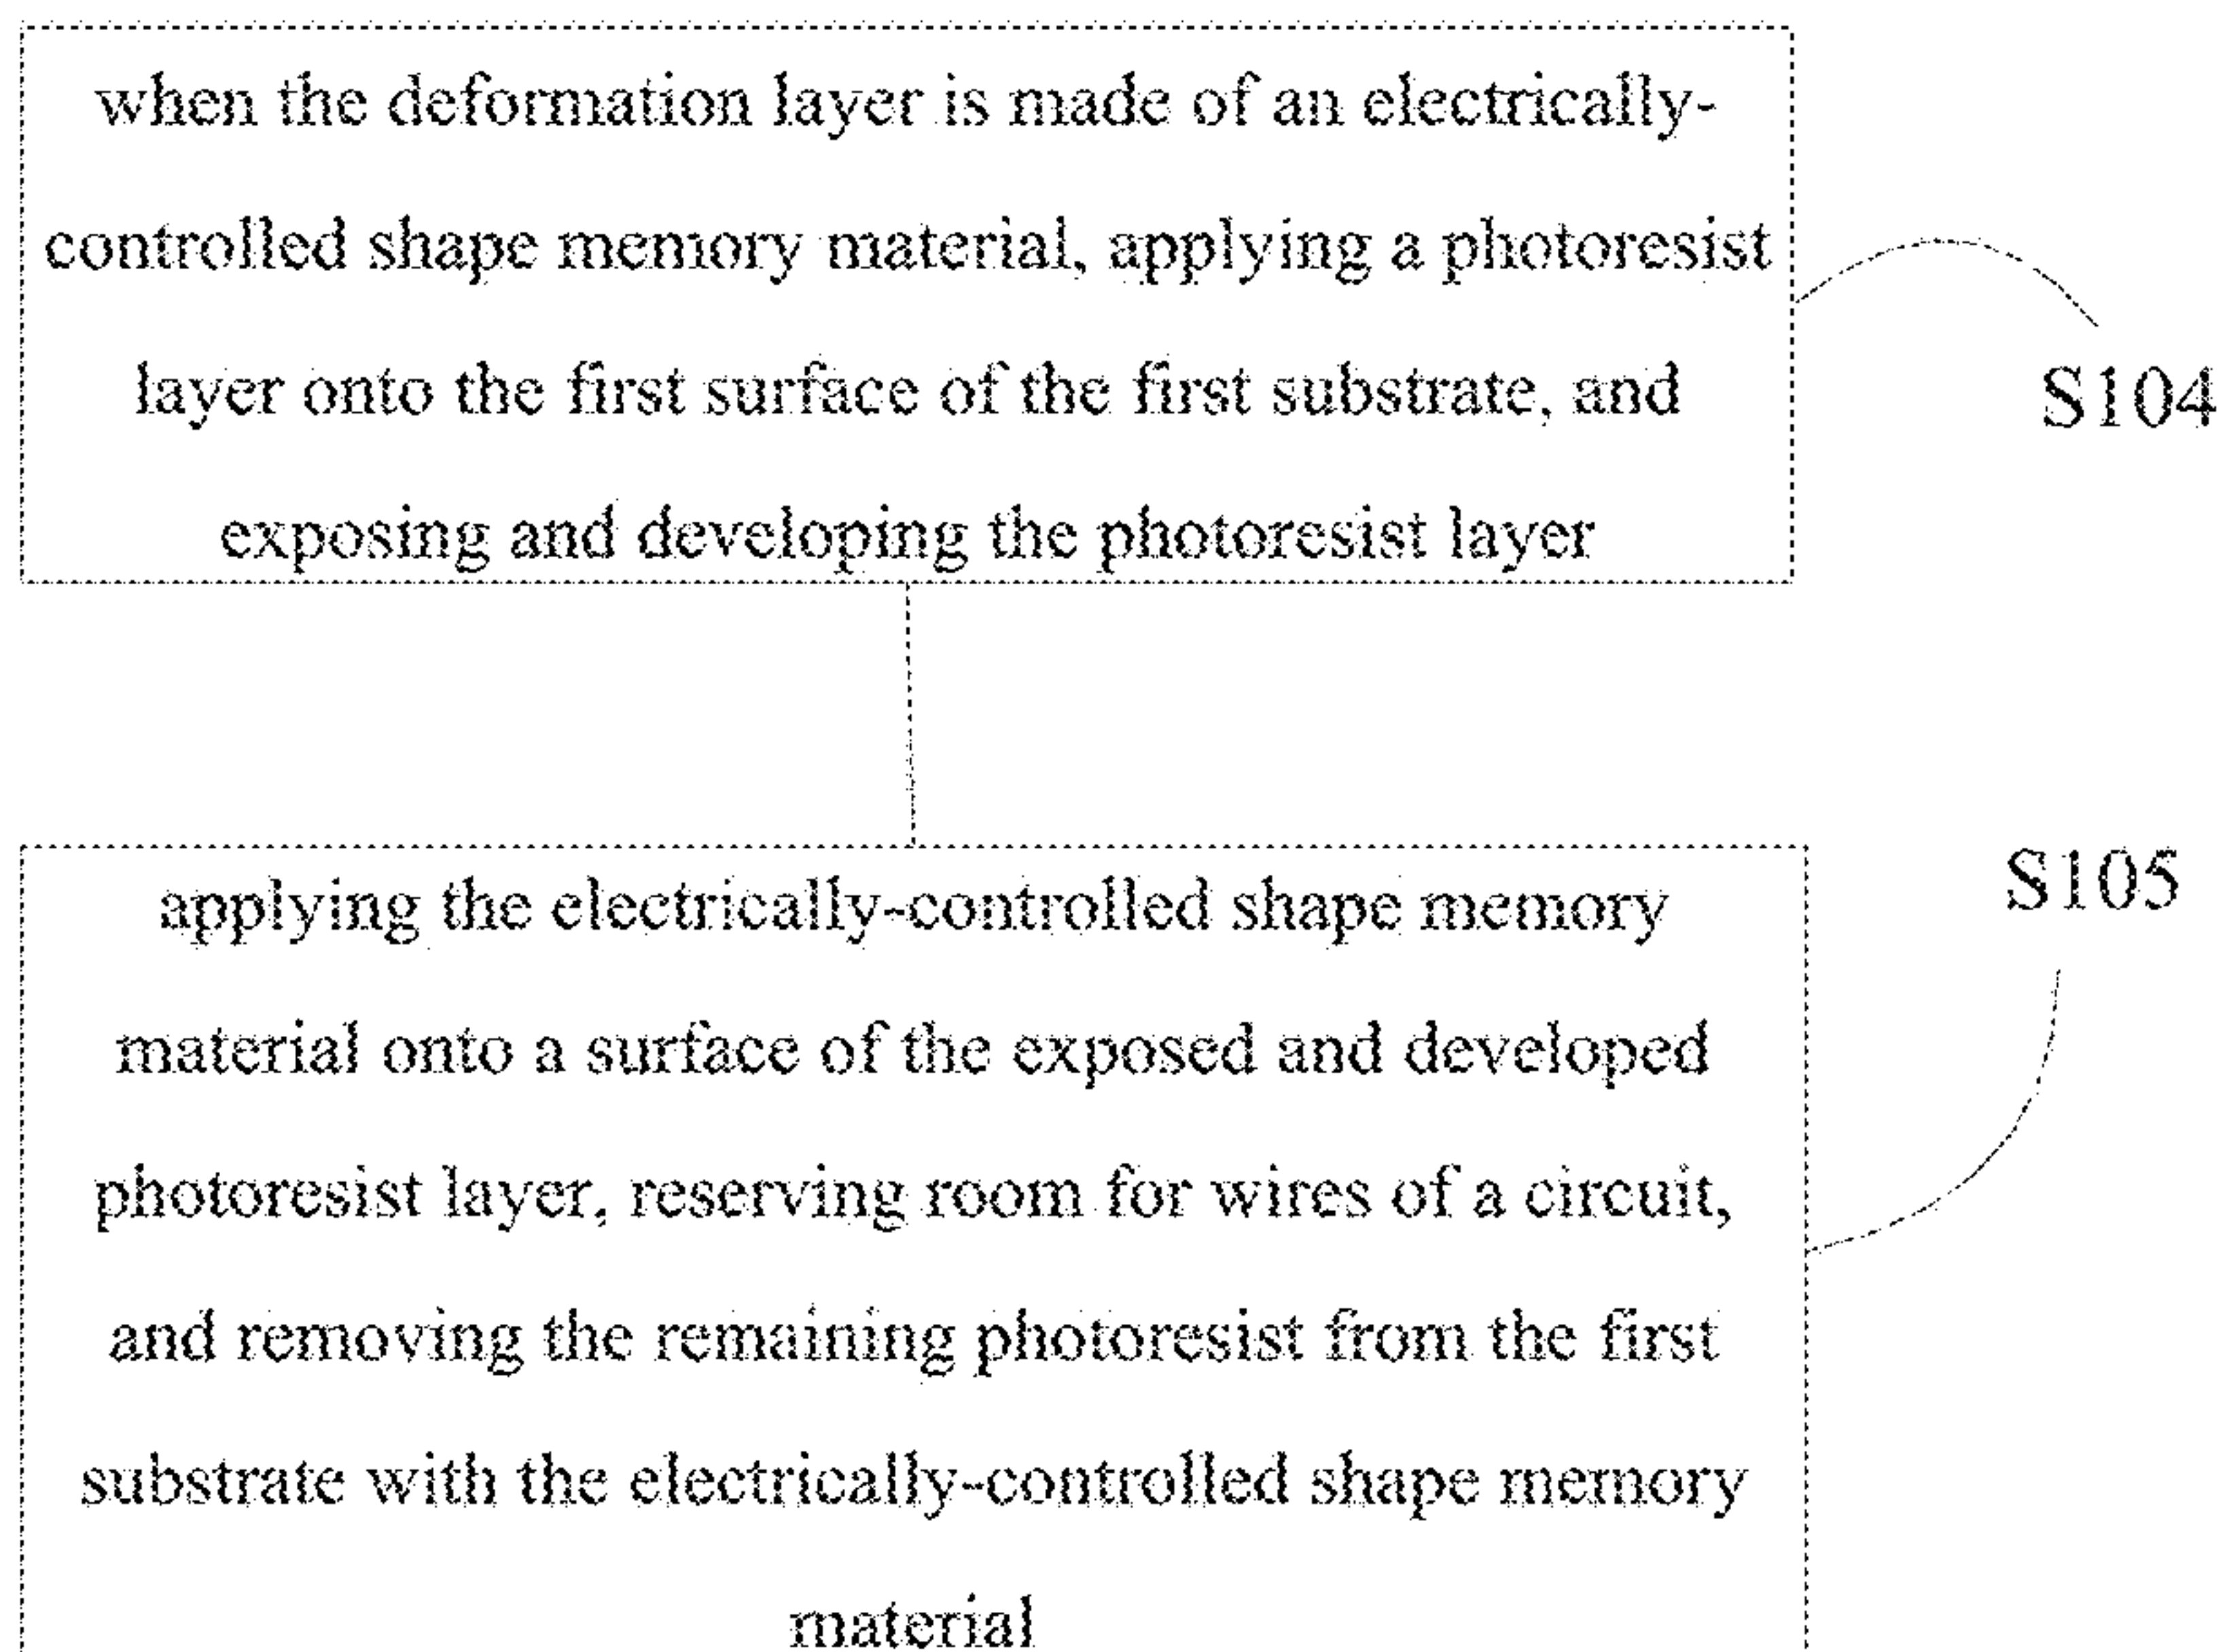 when the deformation layer is made of an electrically-
controlled shape memory material, applying a photoresist
layer onto the first surface of the first substrate, and
exposing and developing the photoresist layer
S104
S105
applying the electrically-controlled shape memory
material onto a surface of the exposed and developed
photoresist layer, reserving room for wires of a circuit,
and removing the remaining photoresist from the first
substrate with the electrically-controlled shape memory
material